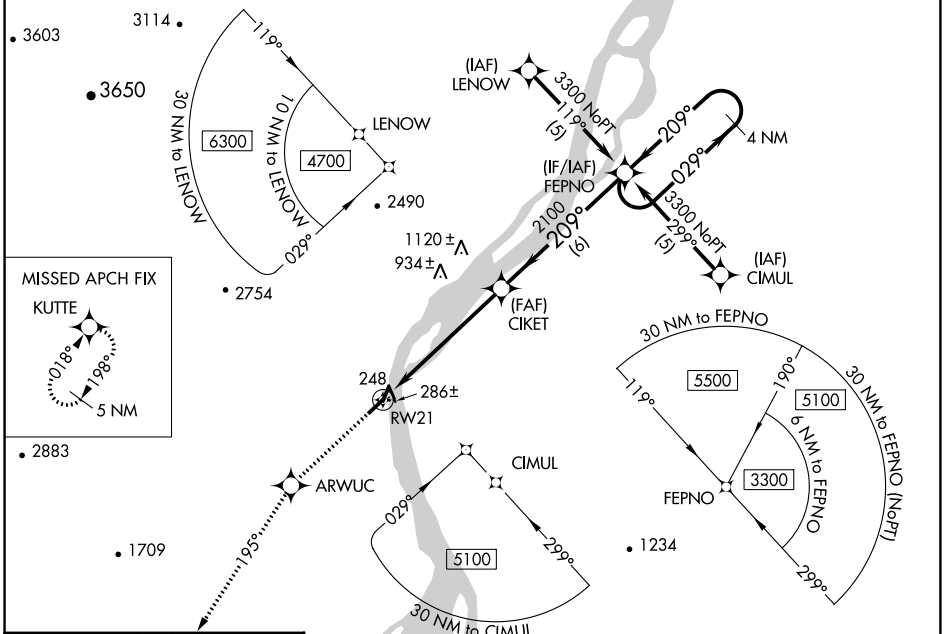 3603
3114
3650
119°
LENOW
30 NM to LENOW
6300
10 NM to LENOW
4700
029°
2490
2754
(IAF)
LENOW
3300 NoPT
119°
(5)
(IF/IAF)
FEPNO
209°
029°
4 NM
3300 NoPT
299°
(5)
(IAF)
CIMUL
2100
209°
(6)
1120 ±
934 ±
(FAF)
CIKET
MISSED APCH FIX
KUTTE
018°
198°
5 NM
248
286±
RW21
2883
ARWUC
195°
1709
CIMUL
029°
299°
5100
30 NM to CIMUL
1234
30 NM to FEPNO
5500
190°
119°
5100
30 NM to FEPNO (NoPT)
6 NM to FEPNO
3300
FEPNO
299°